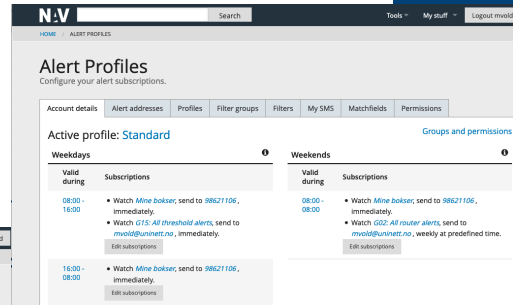 NAV
Search
Tools
My stuff
Logout mvold
HOME / ALERT PROFILES
Alert Profiles
Configure your alert subscriptions.
Account details
Alert addresses
Profiles
Filter groups
Filters
My SMS
Matchfields
Permissions
Active profile: Standard
Groups and permissions
Weekdays
Valid during
Subscriptions
08:00 -
16:00
• Watch Mine bokser, send to 98621106 ,
immediately.
• Watch G15: All threshold alerts, send to
mvold@uninett.no , immediately.
Edit subscriptions
16:00 -
08:00
• Watch Mine bokser, send to 98621106 ,
immediately.
Edit subscriptions
Weekends
Valid during
Subscriptions
08:00 -
08:00
• Watch Mine bokser, send to 98621106 ,
immediately.
• Watch G02: All router alerts, send to
mvold@uninett.no , weekly at predefined time.
Edit subscriptions